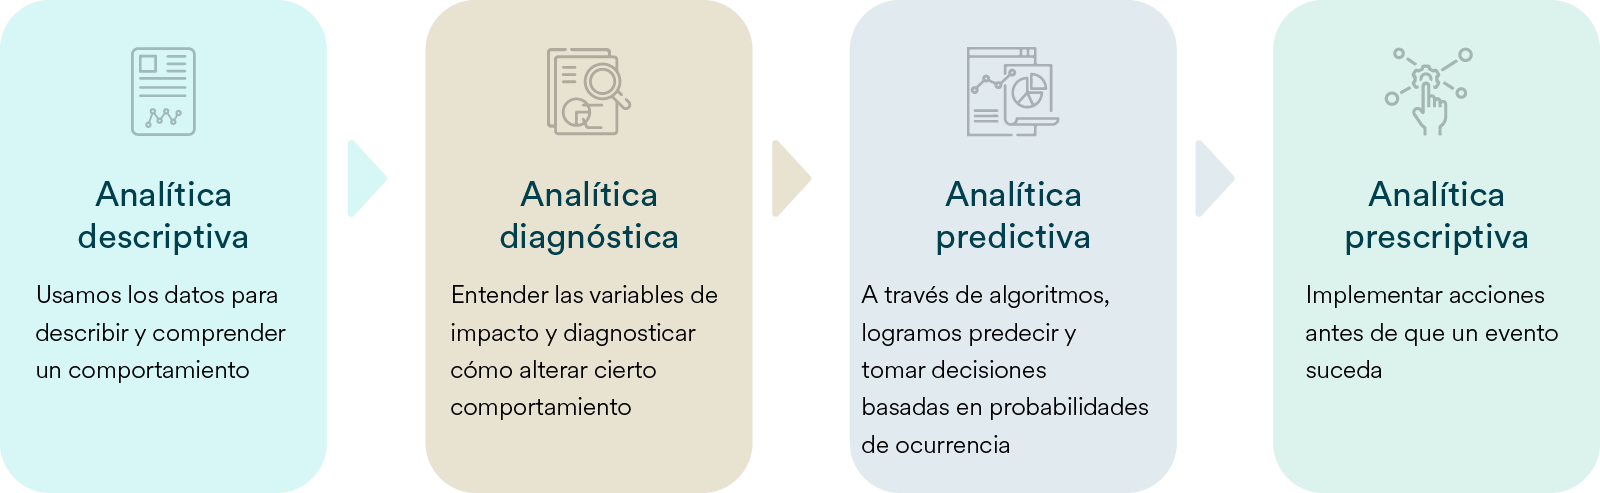 Analítica
descriptiva
Usamos los datos para
describir y comprender
un comportamiento
Analítica
diagnóstica
Entender las variables de
impacto y diagnosticar
cómo alterar cierto
comportamiento
Analítica
predictiva
A través de algoritmos,
logramos predecir y
tomar decisiones
basadas en probabilidades
de ocurrencia
Analítica
prescriptiva
Implementar acciones
antes de que un evento
suceda